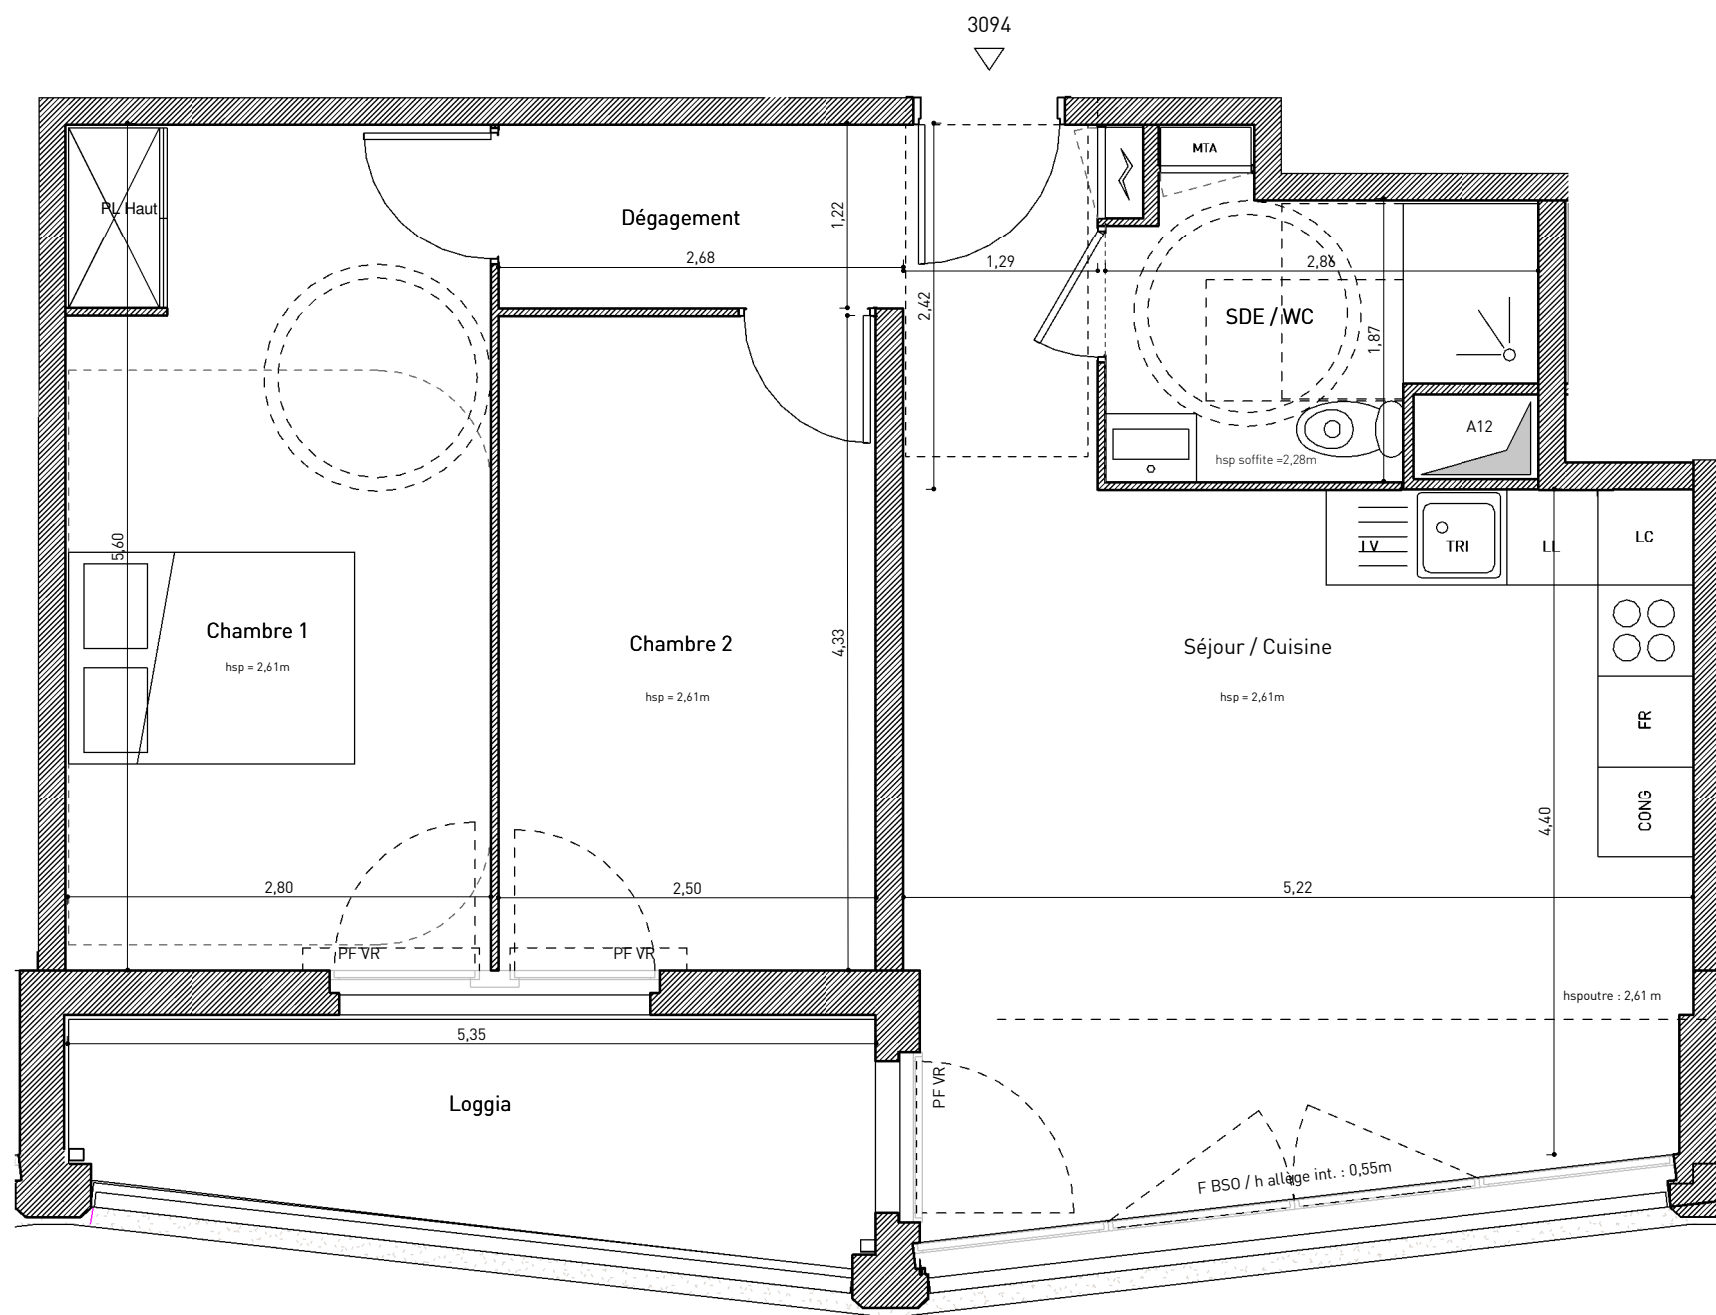 3094
MTA
PL Haut
Dégagement
1,22
2,68
1,29
2,86
2,42
SDE / WC
1,87
A12
hsp soffite =2,28m
5,60
LV
TRI
LL
LC
Chambre 1
hsp = 2,61m
Chambre 2
hsp = 2,61m
4,33
Séjour / Cuisine
hsp = 2,61m
FR
CONG
4,40
2,80
2,50
5,22
PF VR
PF VR
hspoutre : 2,61 m
5,35
Loggia
PF VR
F BSO / h allège int. : 0,55m